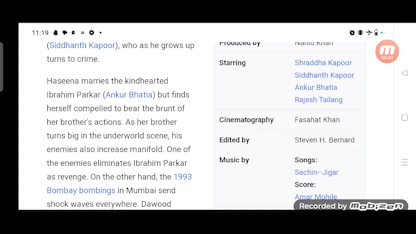 11:19
(Siddhanth Kapoor), who as he grows up
turns to crime.
Haseena marries the kindhearted
Ibrahim Parkar (Ankur Bhatia) but finds
herself compelled to bear the brunt of
her brother's actions. As her brother
turns big in the underworld scene, his
enemies also increase manifold. One of
the enemies eliminates Ibrahim Parkar
as revenge. On the other hand, the 1993
Bombay bombings in Mumbai send
shock waves everywhere. Dawood
Produced by Nahid Khan
Starring Shraddha Kapoor
Siddhanth Kapoor
Ankur Bhatia
Rajesh Tailang
Cinematography Fasahat Khan
Edited by Steven H. Bernard
Music by Songs:
Sachin–Jigar
Score:
Amar Mohile
Recorded by Mobizen